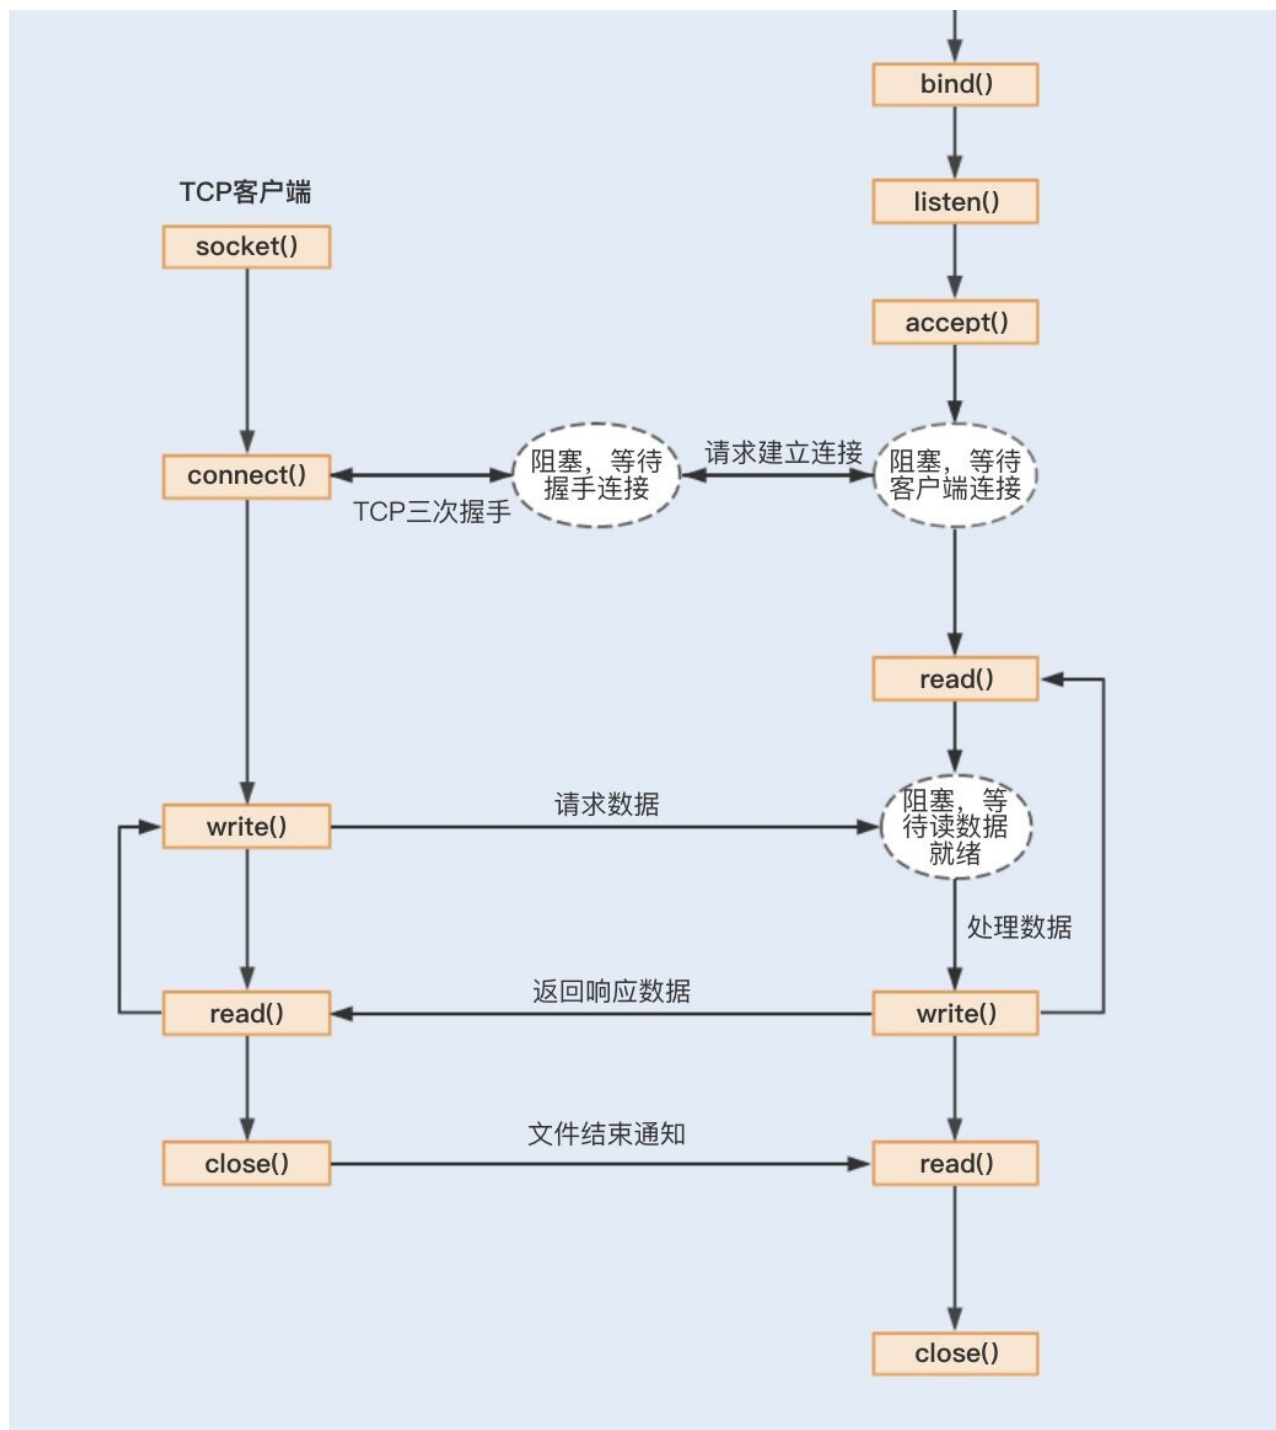 bind()
listen()
TCP客户端
socket()
accept()
阻塞，等待
握手连接
请求建立连接
阻塞，等待
客户端连接
connect()
TCP三次握手
read()
请求数据
write()
阻塞，等
待读数据
就绪
处理数据
返回响应数据
read()
write()
文件结束通知
close()
read()
close()